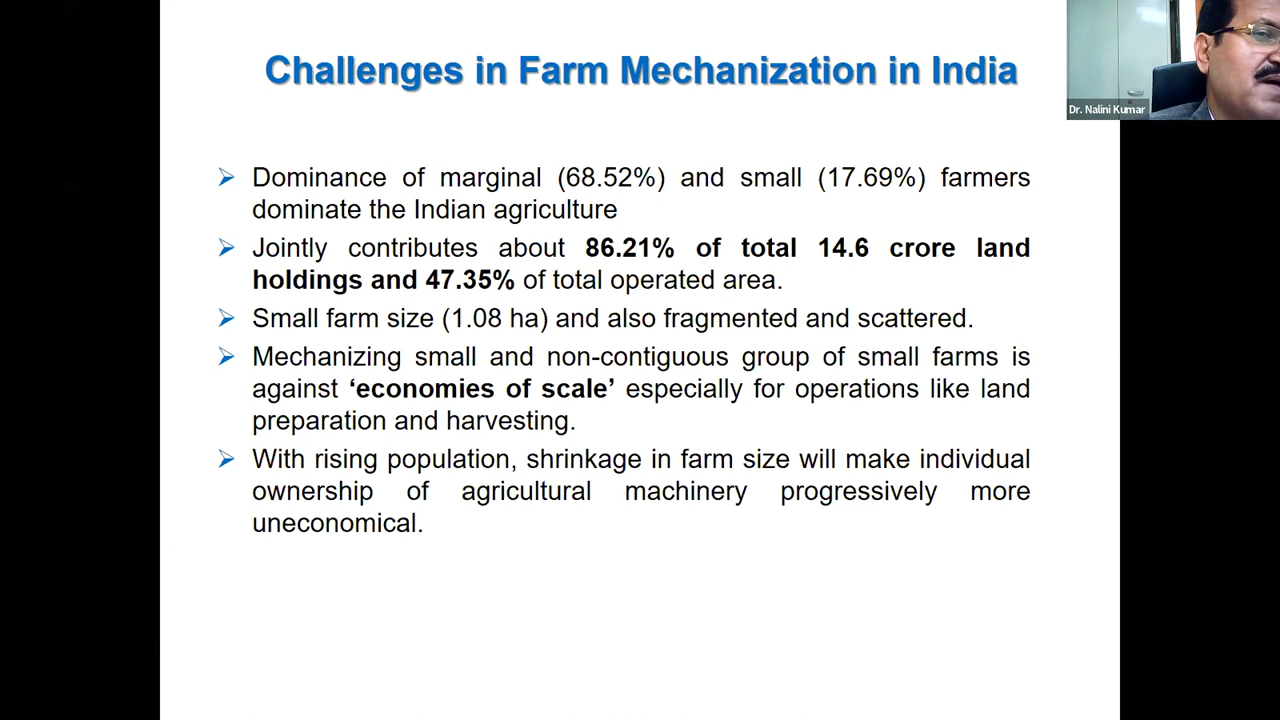 Challenges in Farm Mechanization in India
Dr. Nalini Kumar
Dominance of marginal (68.52%) and small (17.69%) farmers
dominate the Indian agriculture
Jointly contributes about 86.21% of total 14.6 crore land
holdings and 47.35% of total operated area.
Small farm size (1.08 ha) and also fragmented and scattered.
Mechanizing small and non-contiguous group of small farms is
against ‘economies of scale’ especially for operations like land
preparation and harvesting.
With rising population, shrinkage in farm size will make individual
ownership of agricultural machinery progressively more
uneconomical.